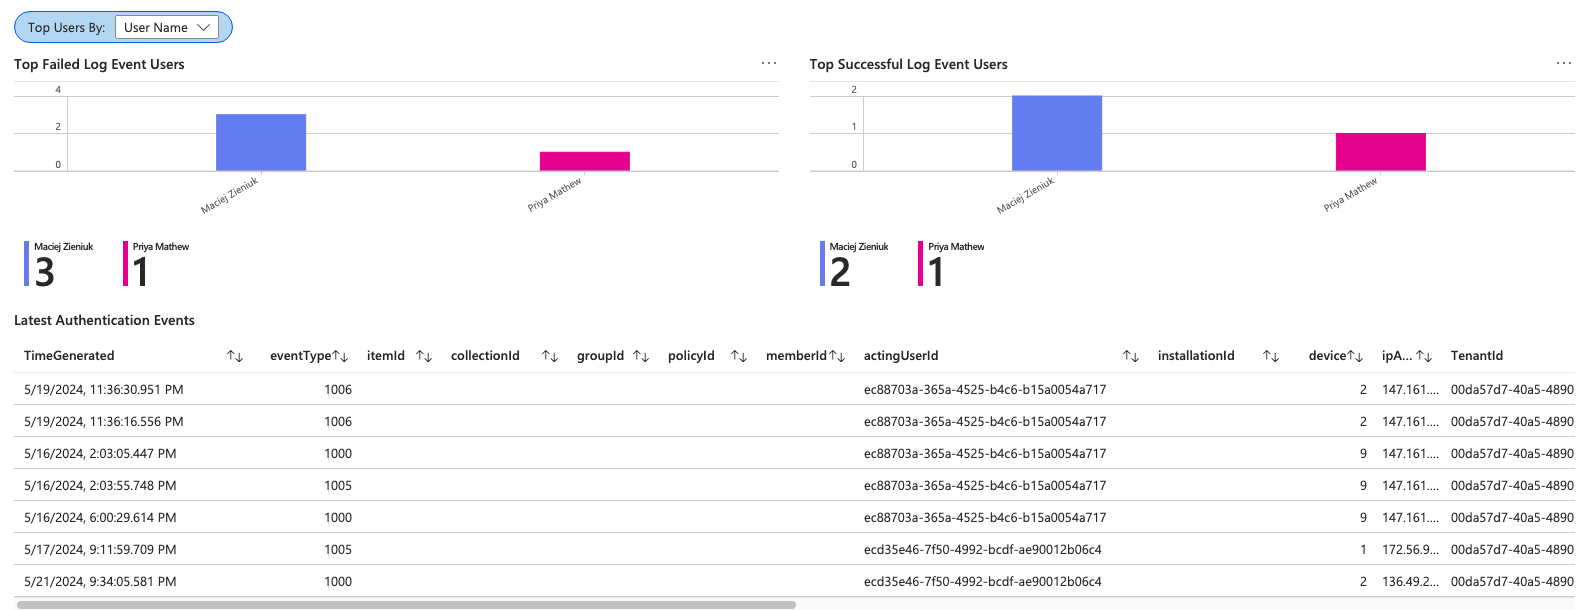 Top Users By: User Name
Top Failed Log Event Users
4
2
0
Maciej Zieniuk
Priya Mathew
Maciej Zieniuk
3
Priya Mathew
1
Top Successful Log Event Users
2
1
0
Maciej Zieniuk
Priya Mathew
Maciej Zieniuk
2
Priya Mathew
1
Latest Authentication Events
TimeGenerated eventType itemId collectionId groupId policyId memberId actingUserId installationId device ipA... TenantId
5/19/2024, 11:36:30.951 PM 1006 ec88703a-365a-4525-b4c6-b15a0054a717 2 147.161.... 00da57d7-40a5-4890
5/19/2024, 11:36:16.556 PM 1006 ec88703a-365a-4525-b4c6-b15a0054a717 2 147.161.... 00da57d7-40a5-4890
5/16/2024, 2:03:05.447 PM 1000 ec88703a-365a-4525-b4c6-b15a0054a717 9 147.161.... 00da57d7-40a5-4890
5/16/2024, 2:03:55.748 PM 1005 ec88703a-365a-4525-b4c6-b15a0054a717 9 147.161.... 00da57d7-40a5-4890
5/16/2024, 6:00:29.614 PM 1000 ec88703a-365a-4525-b4c6-b15a0054a717 9 147.161.... 00da57d7-40a5-4890
5/17/2024, 9:11:59.709 PM 1005 ecd35e46-7f50-4992-bcdf-ae90012b06c4 1 172.56.9... 00da57d7-40a5-4890
5/21/2024, 9:34:05.581 PM 1000 ecd35e46-7f50-4992-bcdf-ae90012b06c4 2 136.49.2... 00da57d7-40a5-4890